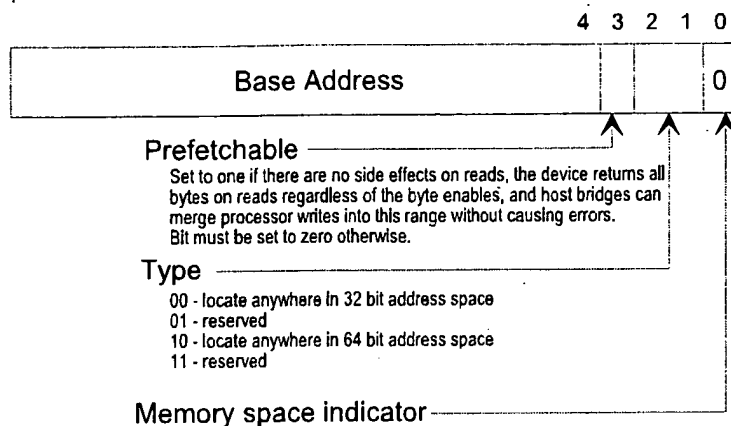 4 3 2 1 0
Base Address 0
Prefetchable
Set to one if there are no side effects on reads, the device returns all
bytes on reads regardless of the byte enables, and host bridges can
merge processor writes into this range without causing errors.
Bit must be set to zero otherwise.
Type
00 - locate anywhere in 32 bit address space
01 - reserved
10 - locate anywhere in 64 bit address space
11 - reserved
Memory space indicator